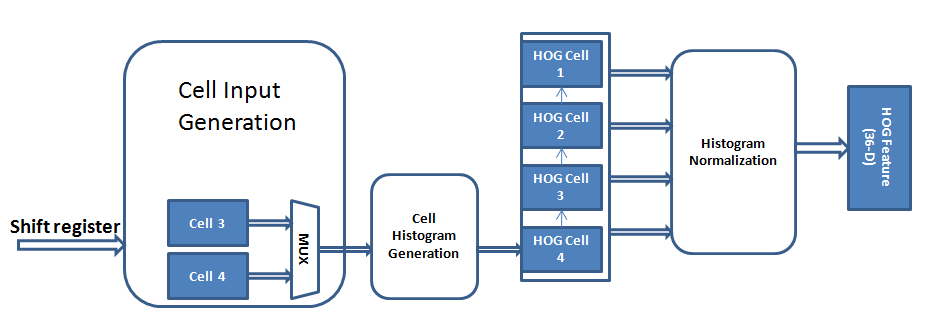 Shift register
Cell Input
Generation
Cell 3
Cell 4
MUX
Cell
Histogram
Generation
HOG Cell
1
HOG Cell
2
HOG Cell
3
HOG Cell
4
Histogram
Normalization
HOG Feature
(36-D)